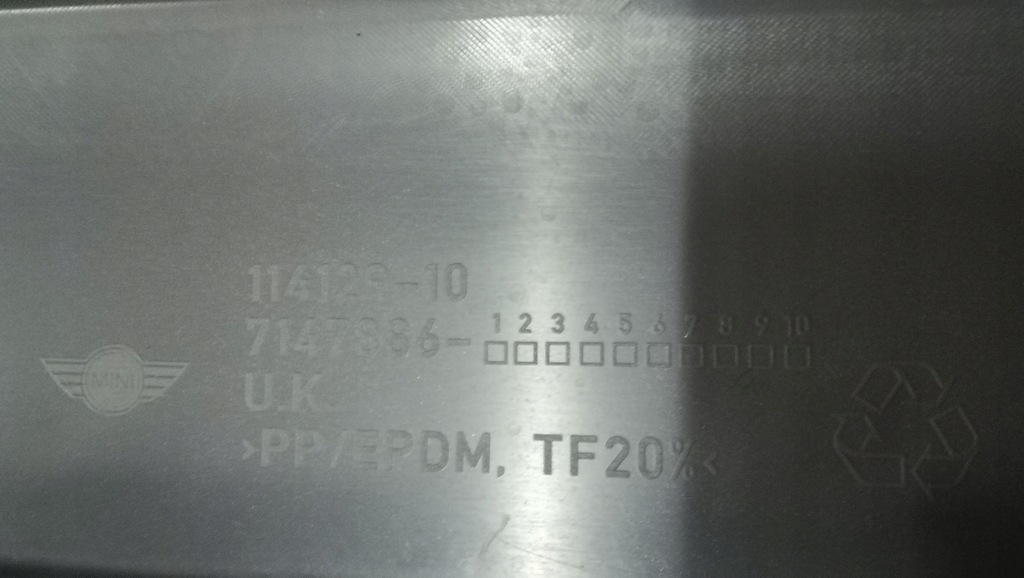 114129-10
7147886- 1 2 3 4 5 6 7 8 9 10
MINI
U.K.
>PP/EPDM, TF20%<